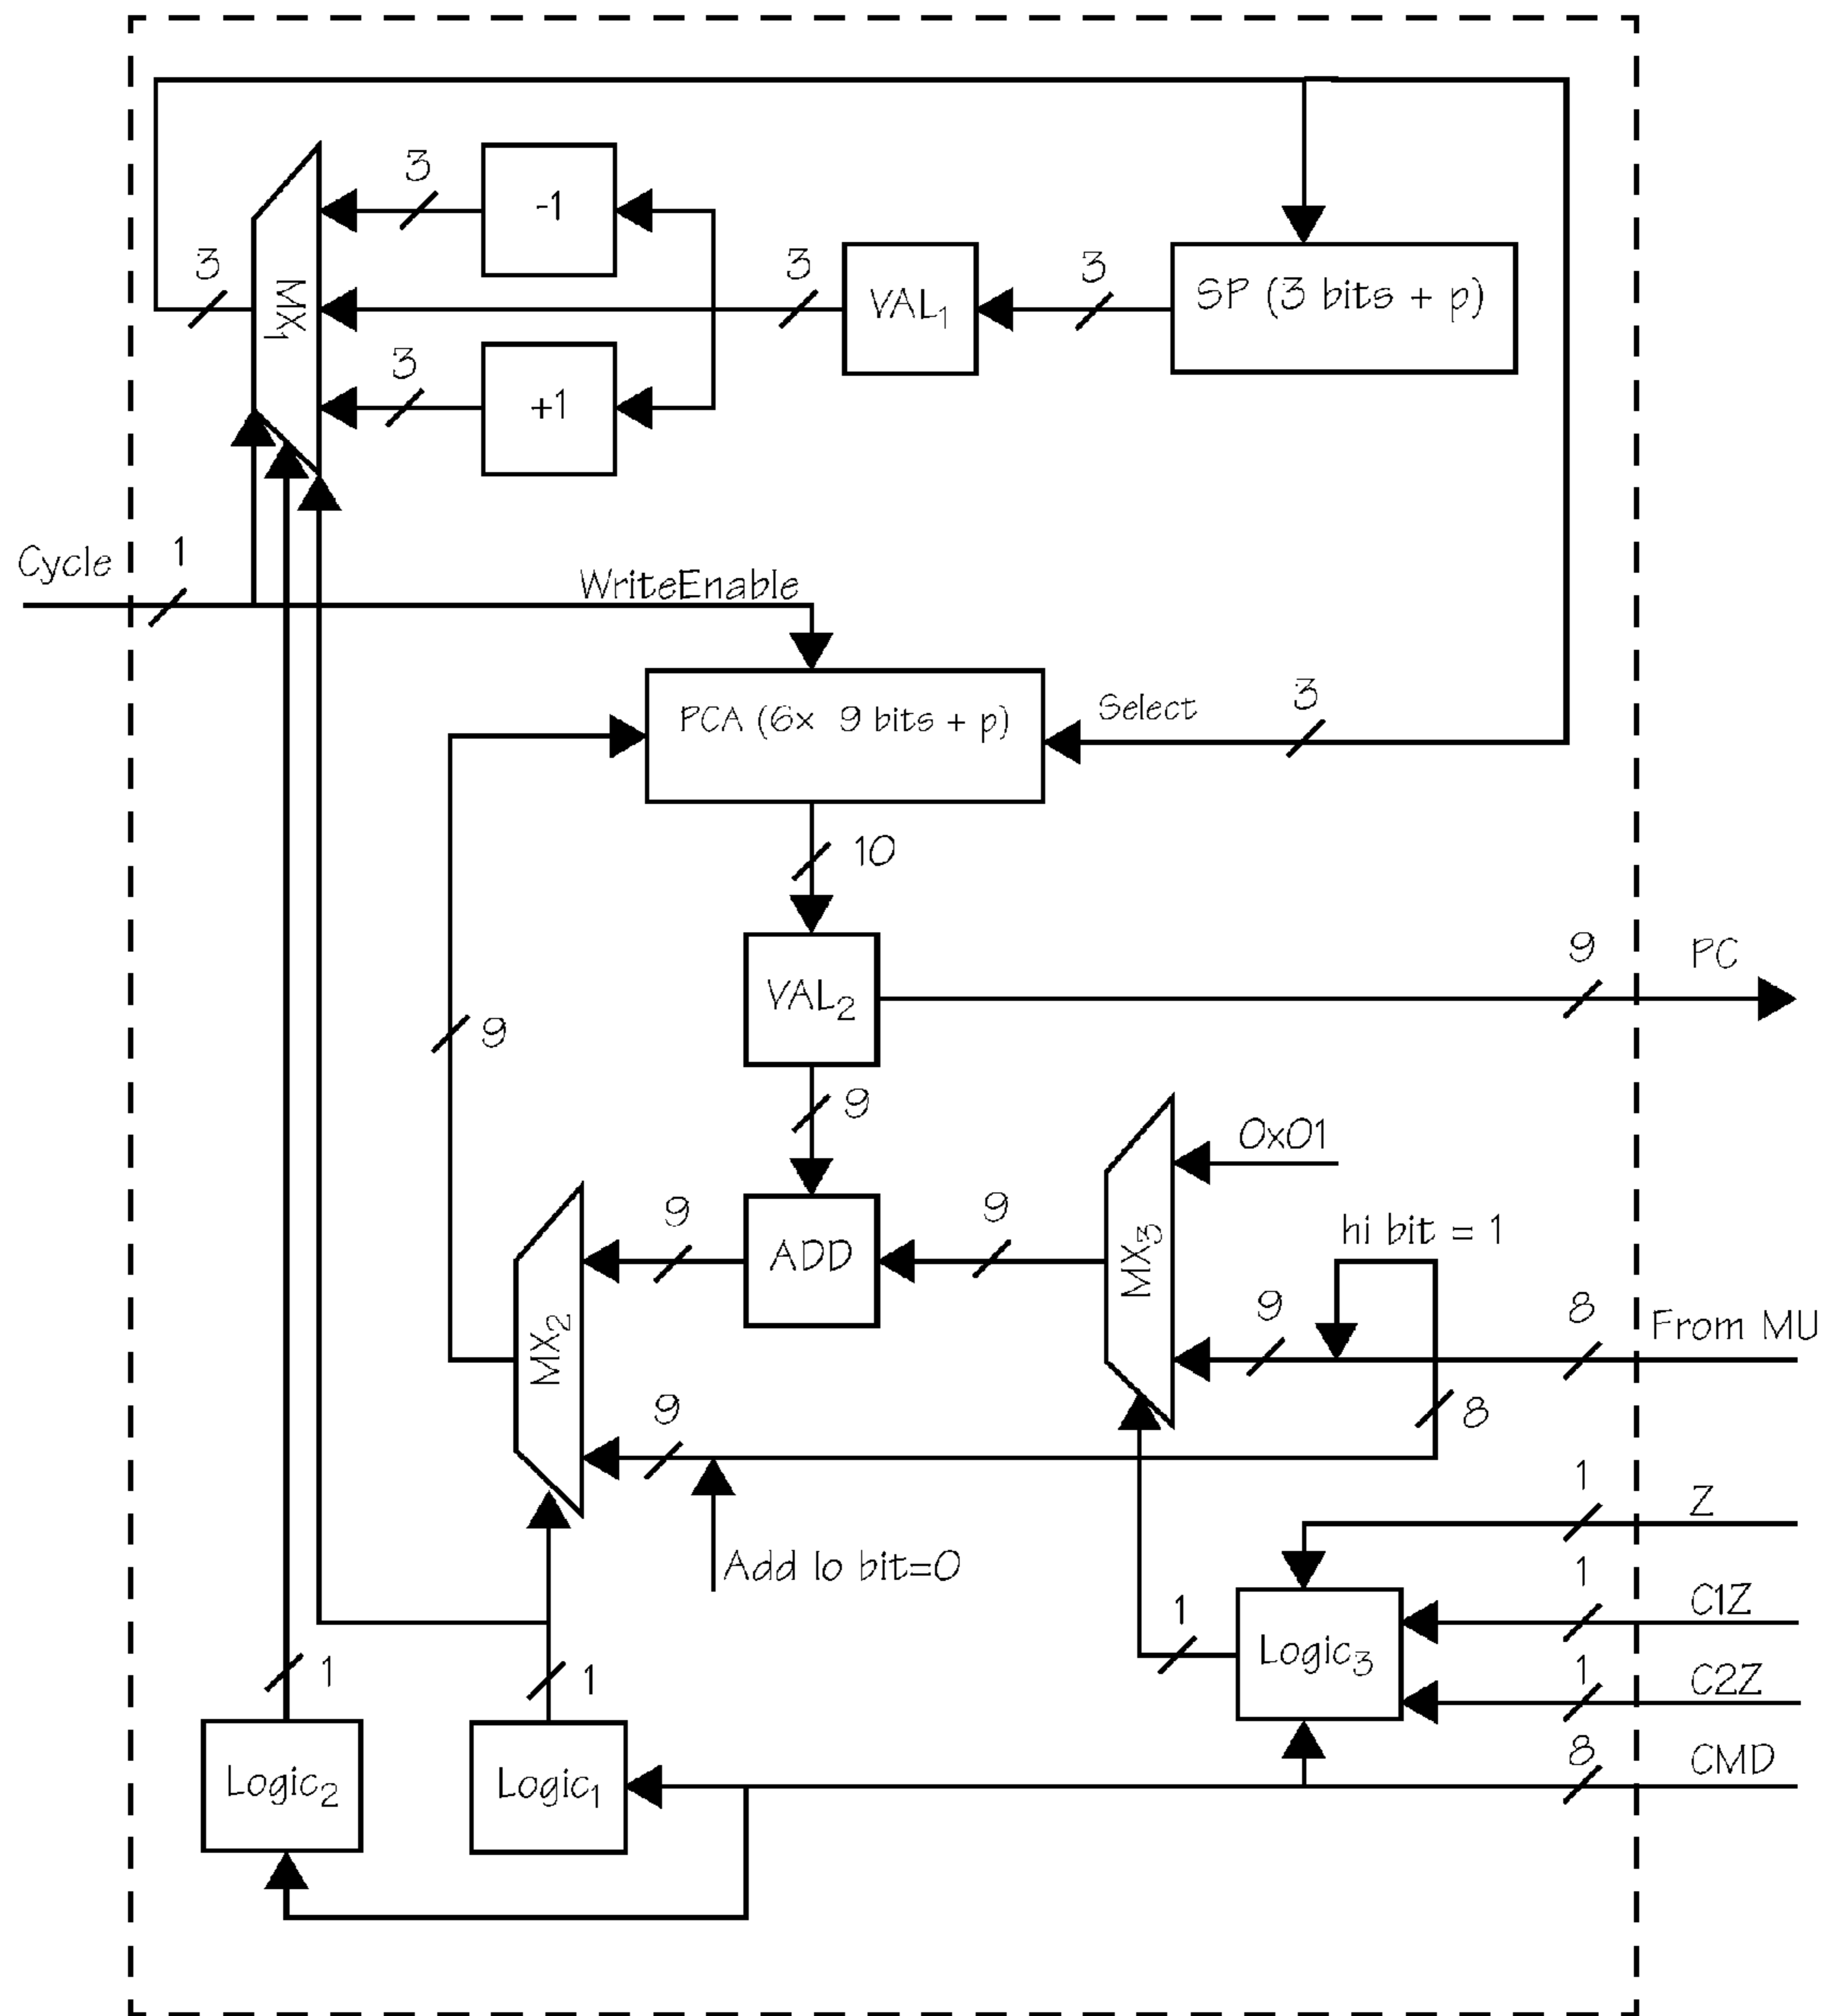 3
-1
3
3
3
SP (3 bits + p)
VAL1
MX1
3
+1
Cycle
1
WriteEnable
PCA (6x 9 bits + p)
Select
3
10
9
PC
VAL2
9
9
0x01
9
9
hi bit = 1
ADD
MX3
9
8
From MU
MX2
9
8
1
Z
Add lo bit=0
1
C1Z
1
Logic3
1
C2Z
1
1
8
CMD
Logic2
Logic1